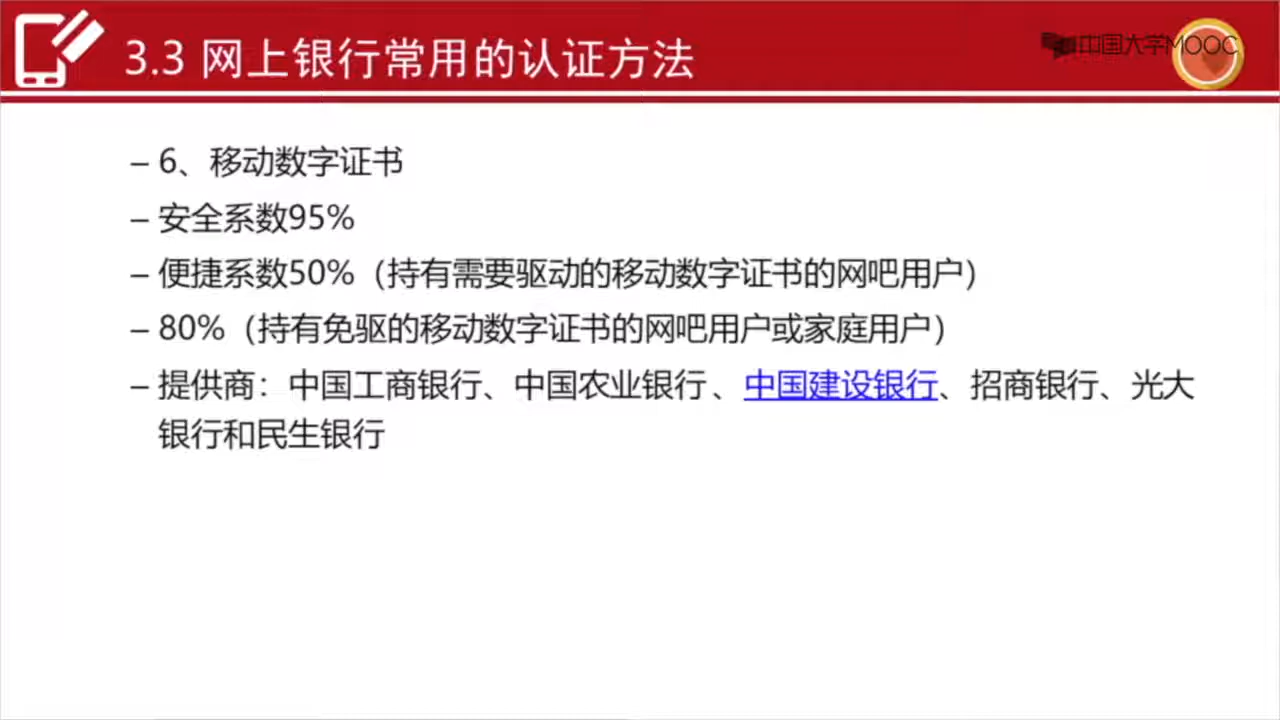 3.3 网上银行常用的认证方法
中国大学MOOC
– 6、移动数字证书
– 安全系数95%
– 便捷系数50%（持有需要驱动的移动数字证书的网吧用户）
– 80%（持有免驱的移动数字证书的网吧用户或家庭用户）
– 提供商：中国工商银行、中国农业银行 、中国建设银行、招商银行、光大
银行和民生银行